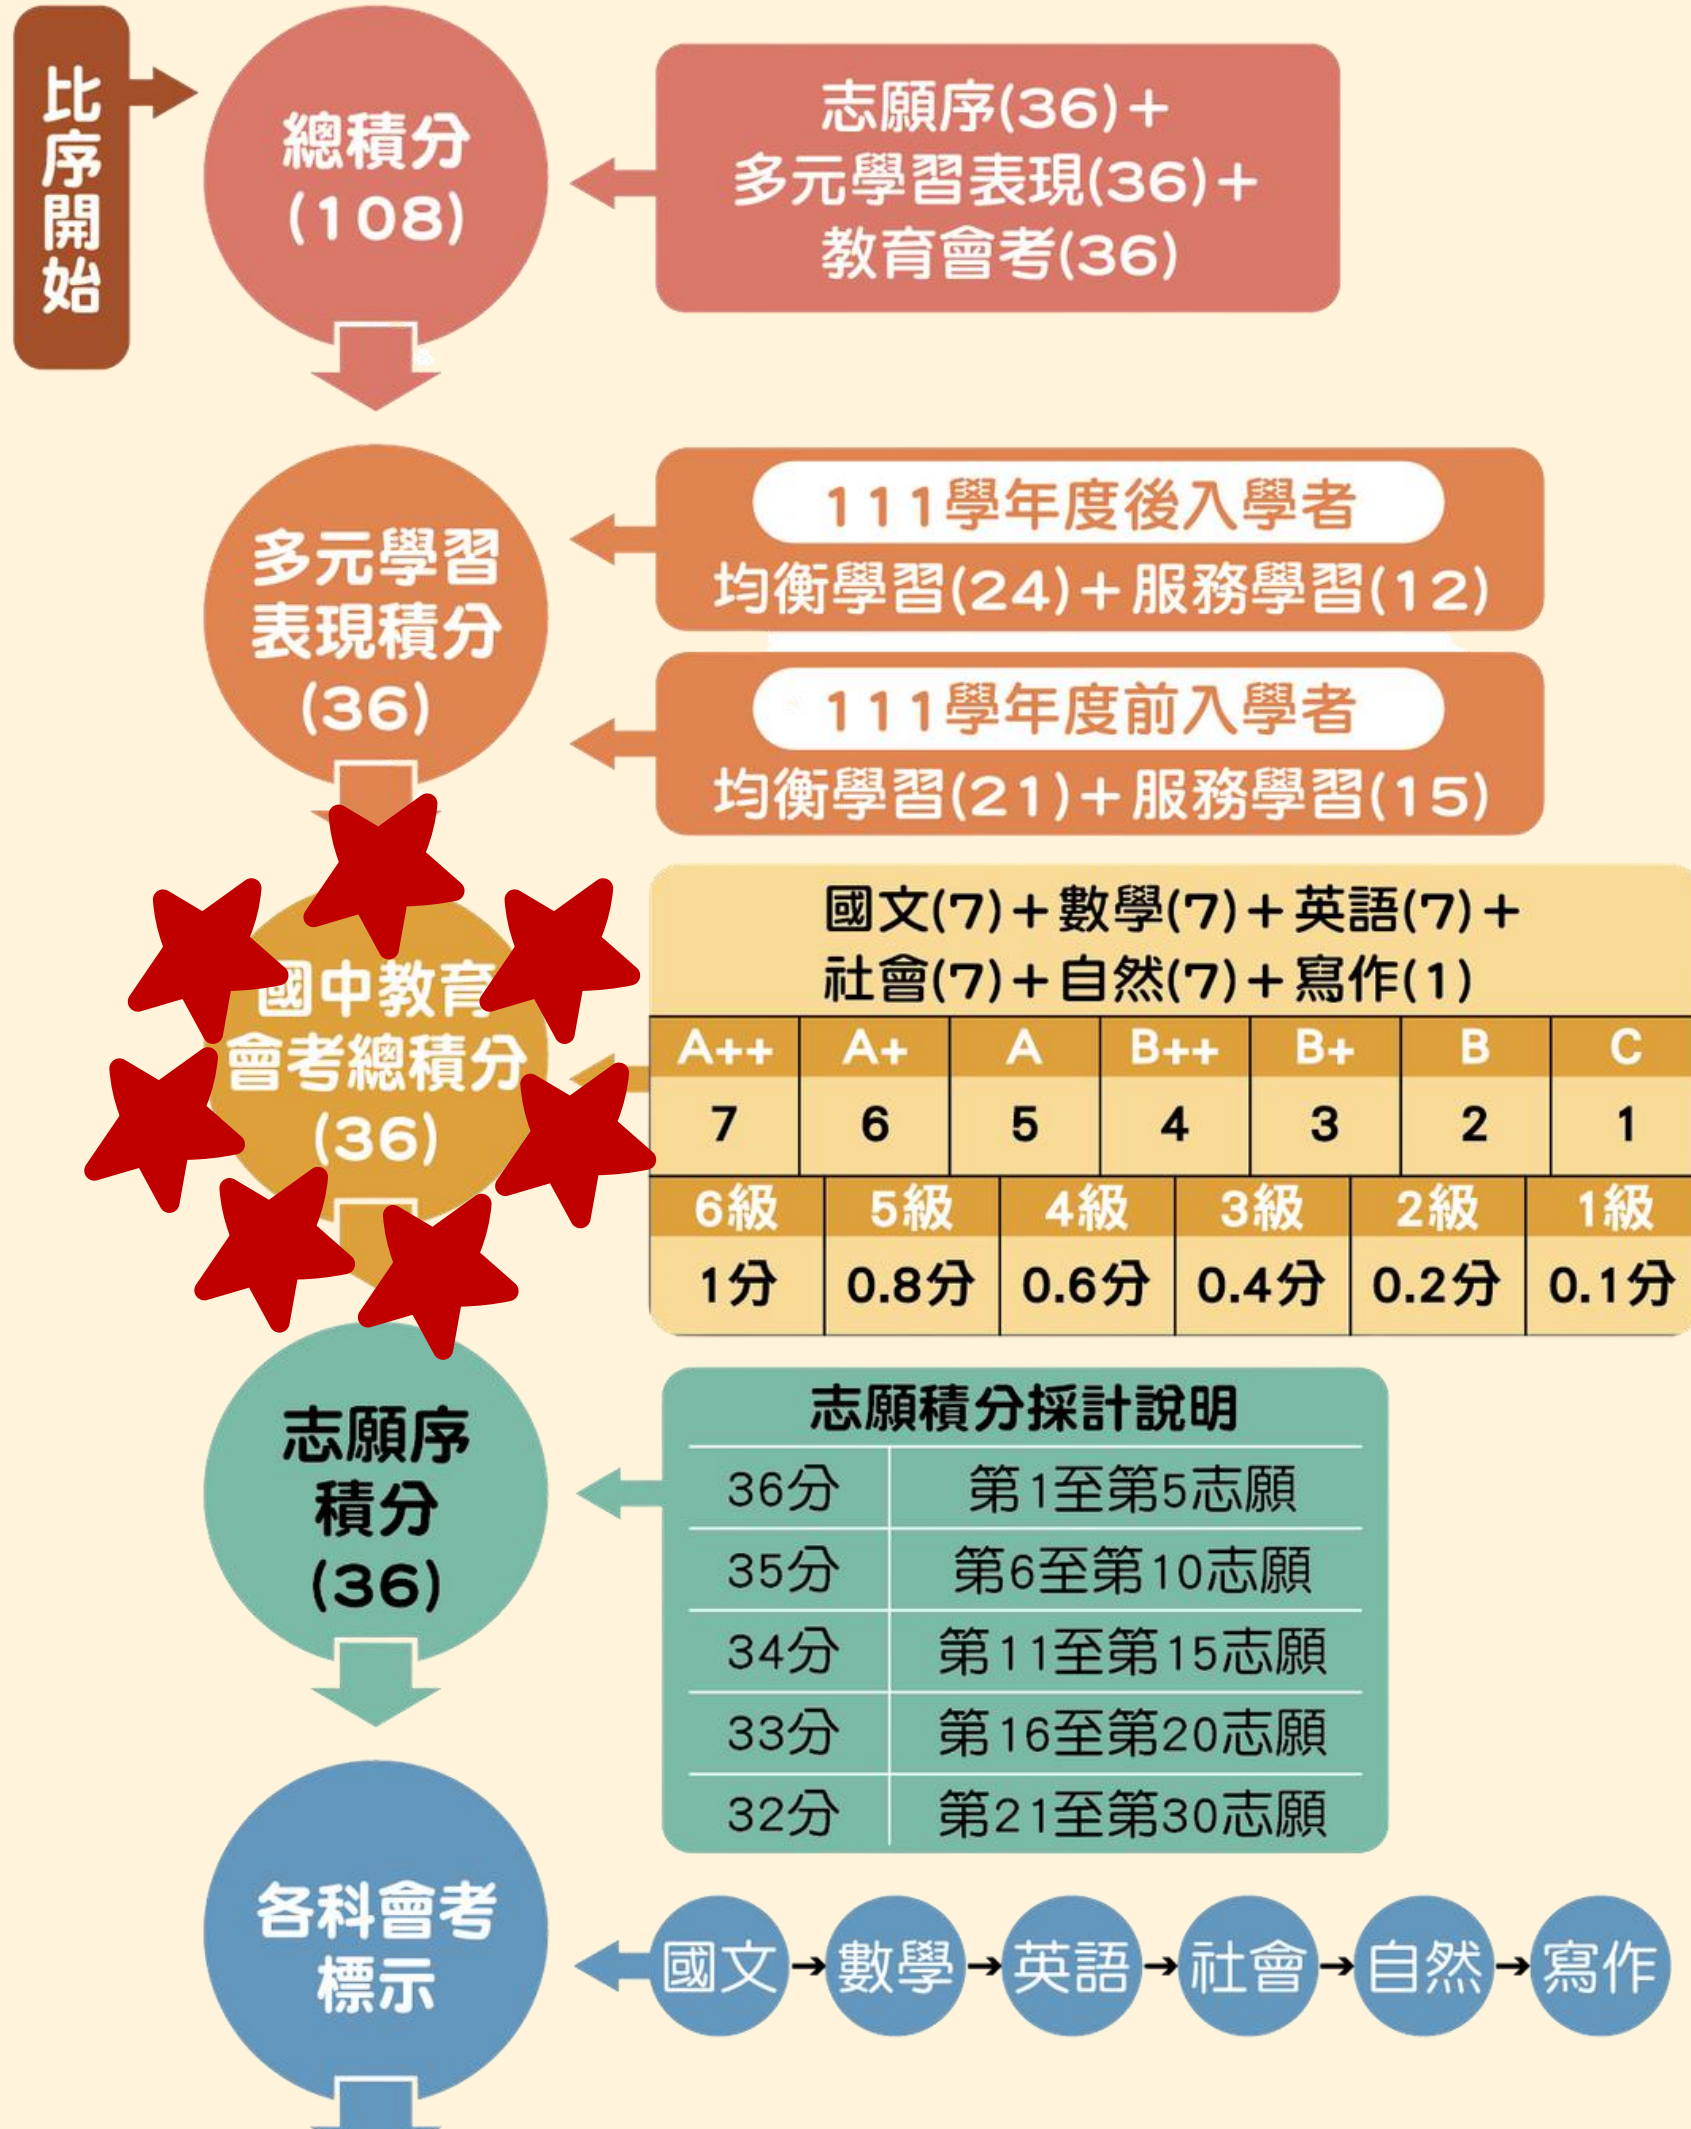 比序開始
總積分
(108)
志願序(36)+
多元學習表現(36)+
教育會考(36)
多元學習
表現積分
(36)
111學年度後入學者
均衡學習(24)+服務學習(12)
111學年度前入學者
均衡學習(21)+服務學習(15)
國中教育
會考總積分
(36)
國文(7)+數學(7)+英語(7)+
社會(7)+自然(7)+寫作(1)
A++ A+ A B++ B+ B C
7 6 5 4 3 2 1
6級 5級 4級 3級 2級 1級
1分 0.8分 0.6分 0.4分 0.2分 0.1分
志願序
積分
(36)
志願積分採計說明
36分 第1至第5志願
35分 第6至第10志願
34分 第11至第15志願
33分 第16至第20志願
32分 第21至第30志願
各科會考
標示
國文→數學→英語→社會→自然→寫作